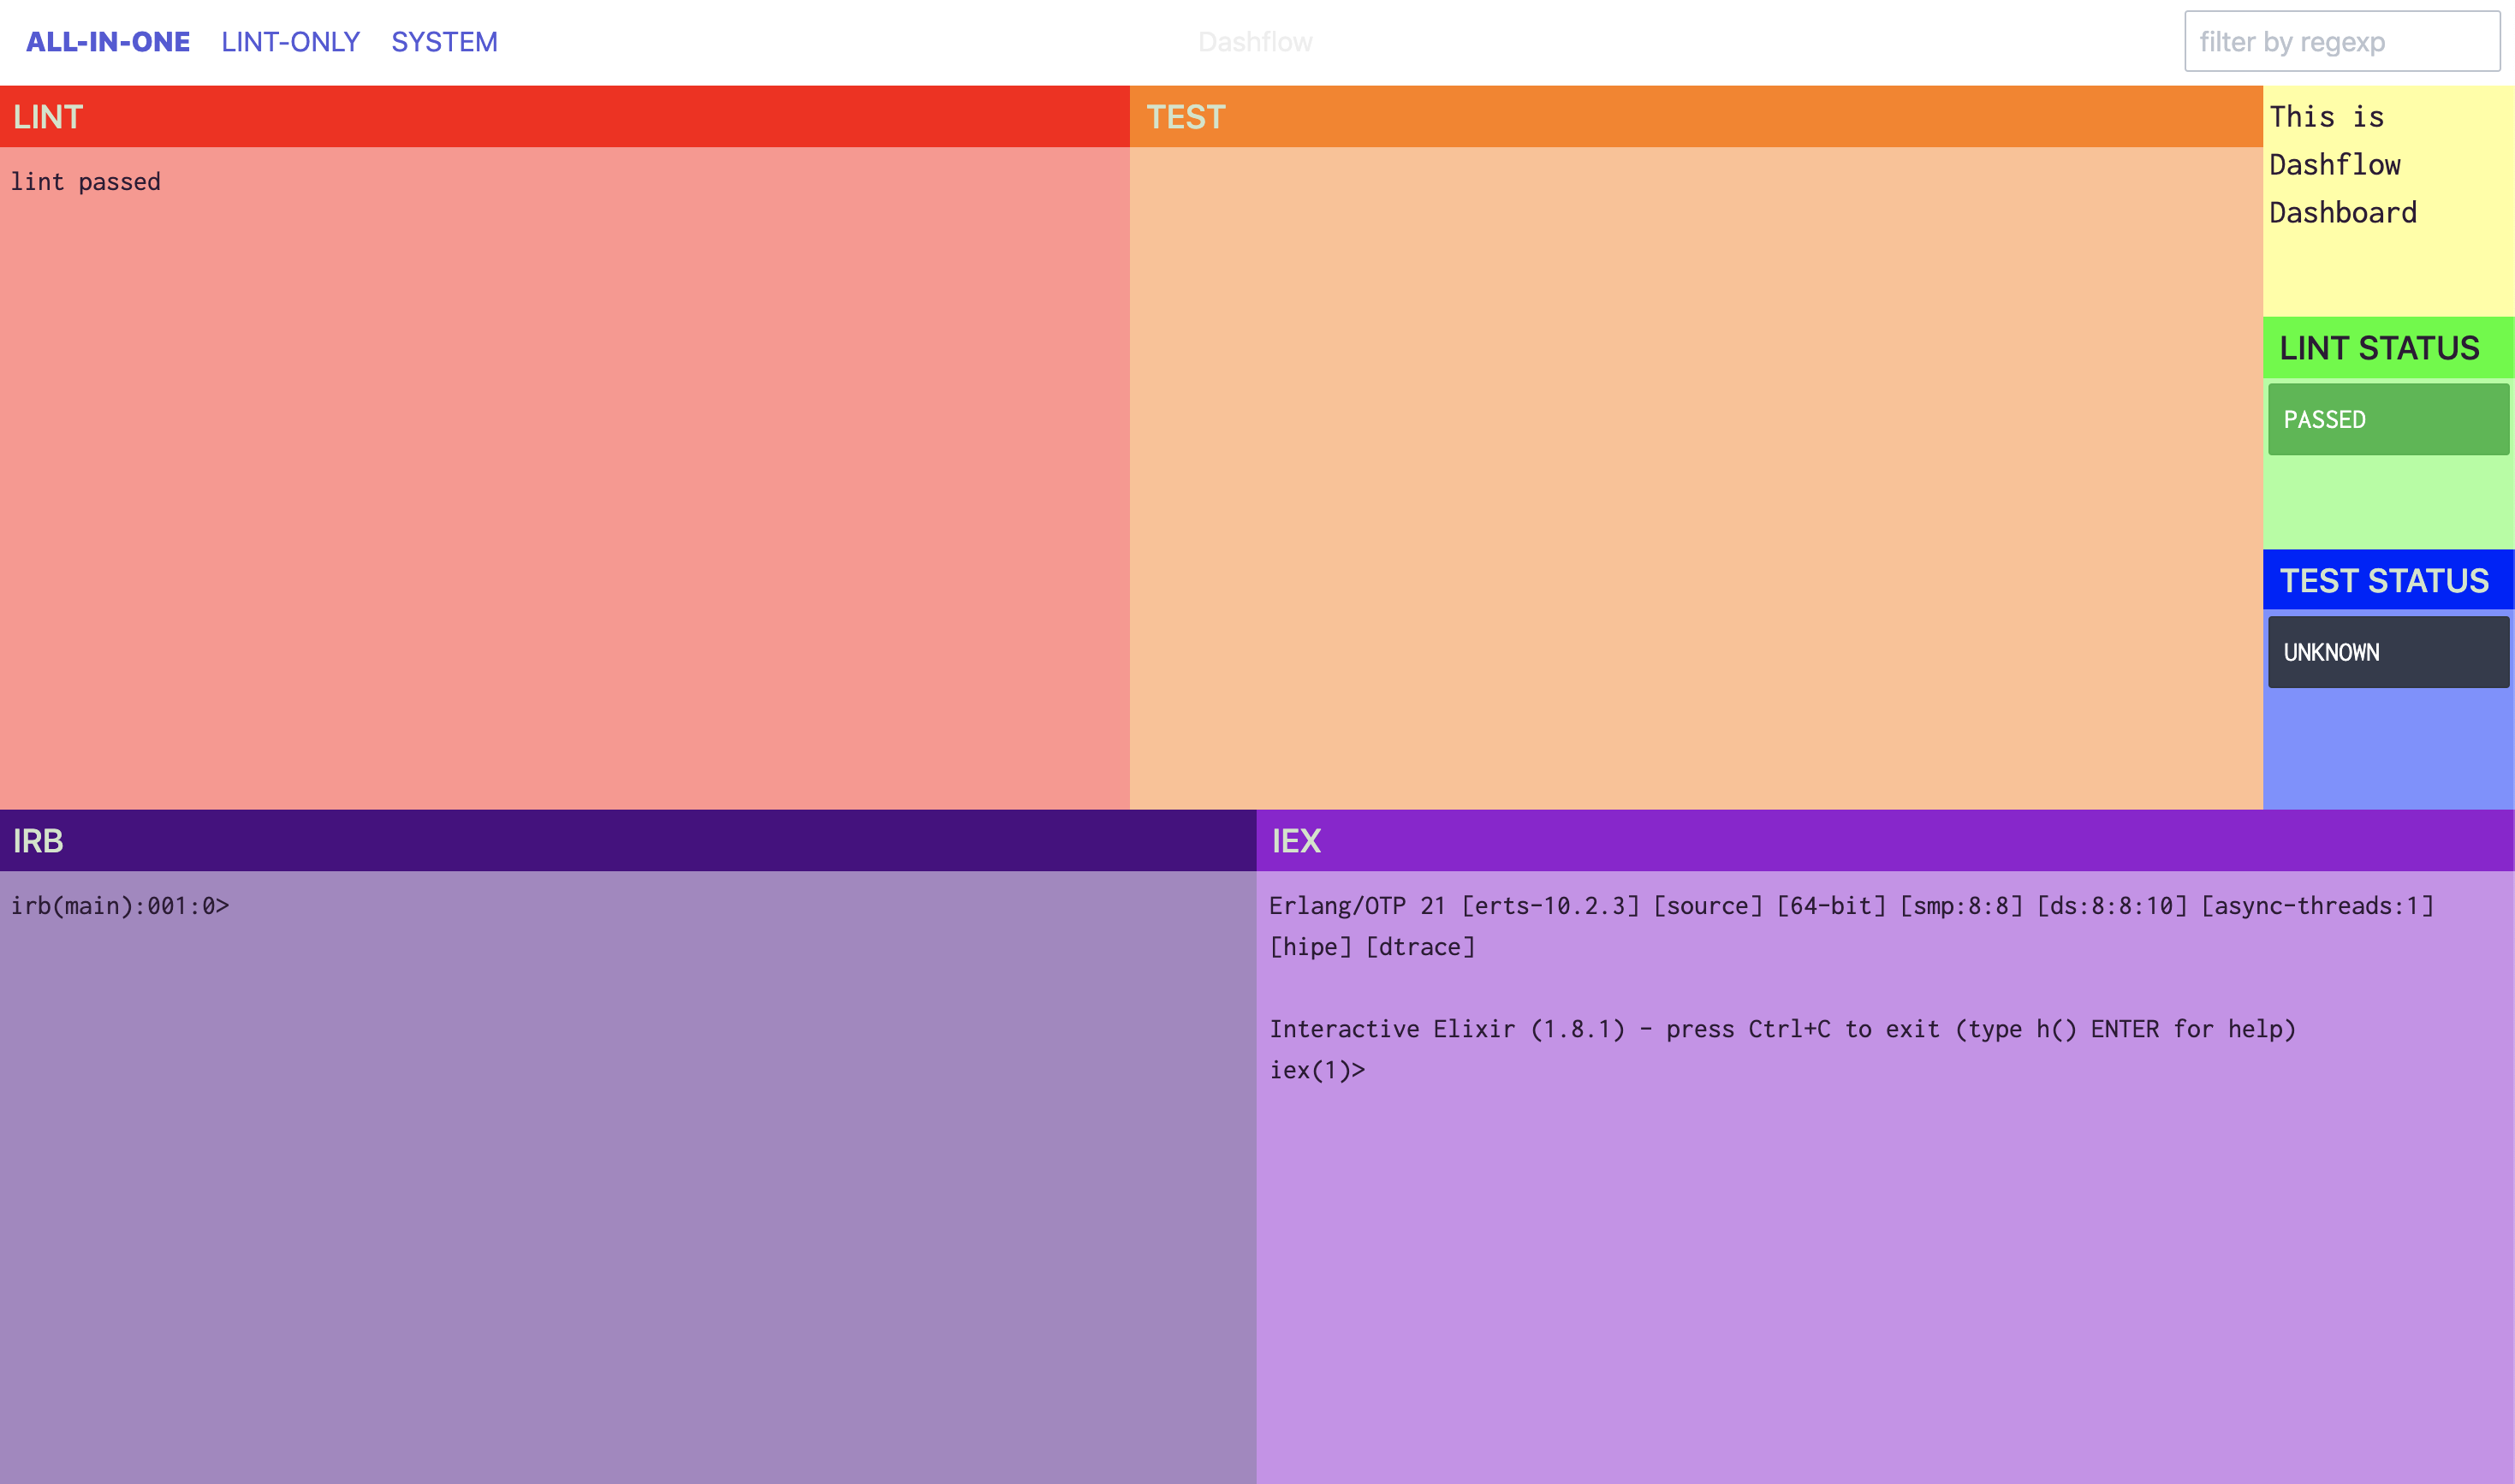 ALL-IN-ONE LINT-ONLY SYSTEM Dashflow filter by regexp
LINT
lint passed
TEST
This is
Dashflow
Dashboard
LINT STATUS
PASSED
TEST STATUS
UNKNOWN
IRB
irb(main):001:0>
IEX
Erlang/OTP 21 [erts-10.2.3] [source] [64-bit] [smp:8:8] [ds:8:8:10] [async-threads:1]
[hipe] [dtrace]
Interactive Elixir (1.8.1) - press Ctrl+C to exit (type h() ENTER for help)
iex(1)>